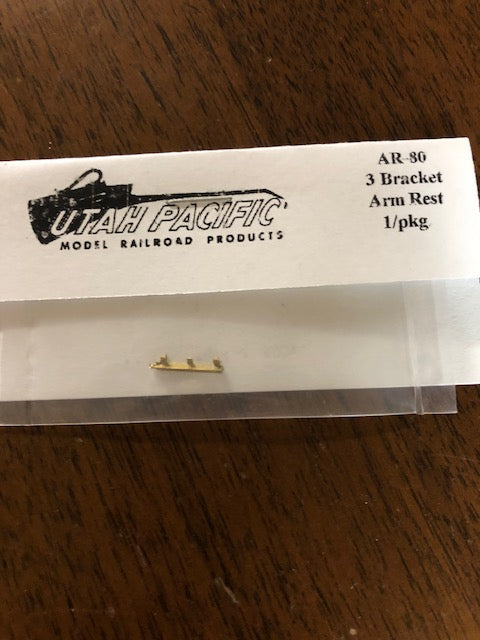 UTAH PACIFIC
MODEL RAILROAD PRODUCTS
AR-80
3 Bracket
Arm Rest
1/pkg